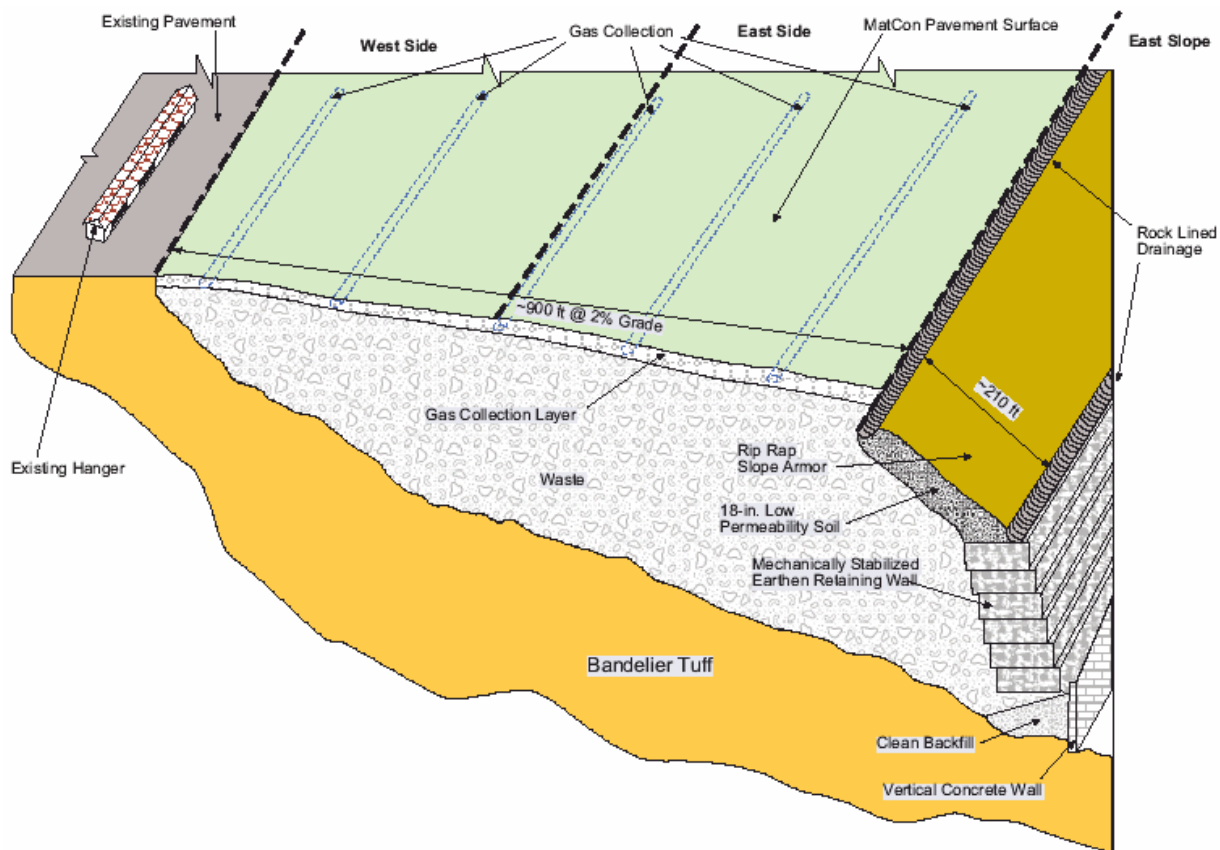 Existing Pavement
West Side
Gas Collection
East Side
MatCon Pavement Surface
East Slope
Rock Lined
Drainage
~900 ft @ 2% Grade
~210 ft
Gas Collection Layer
Existing Hanger
Waste
Rip Rap
Slope Armor
18-in. Low
Permeability Soil
Mechanically Stabilized
Earthen Retaining Wall
Bandelier Tuff
Clean Backfill
Vertical Concrete Wall